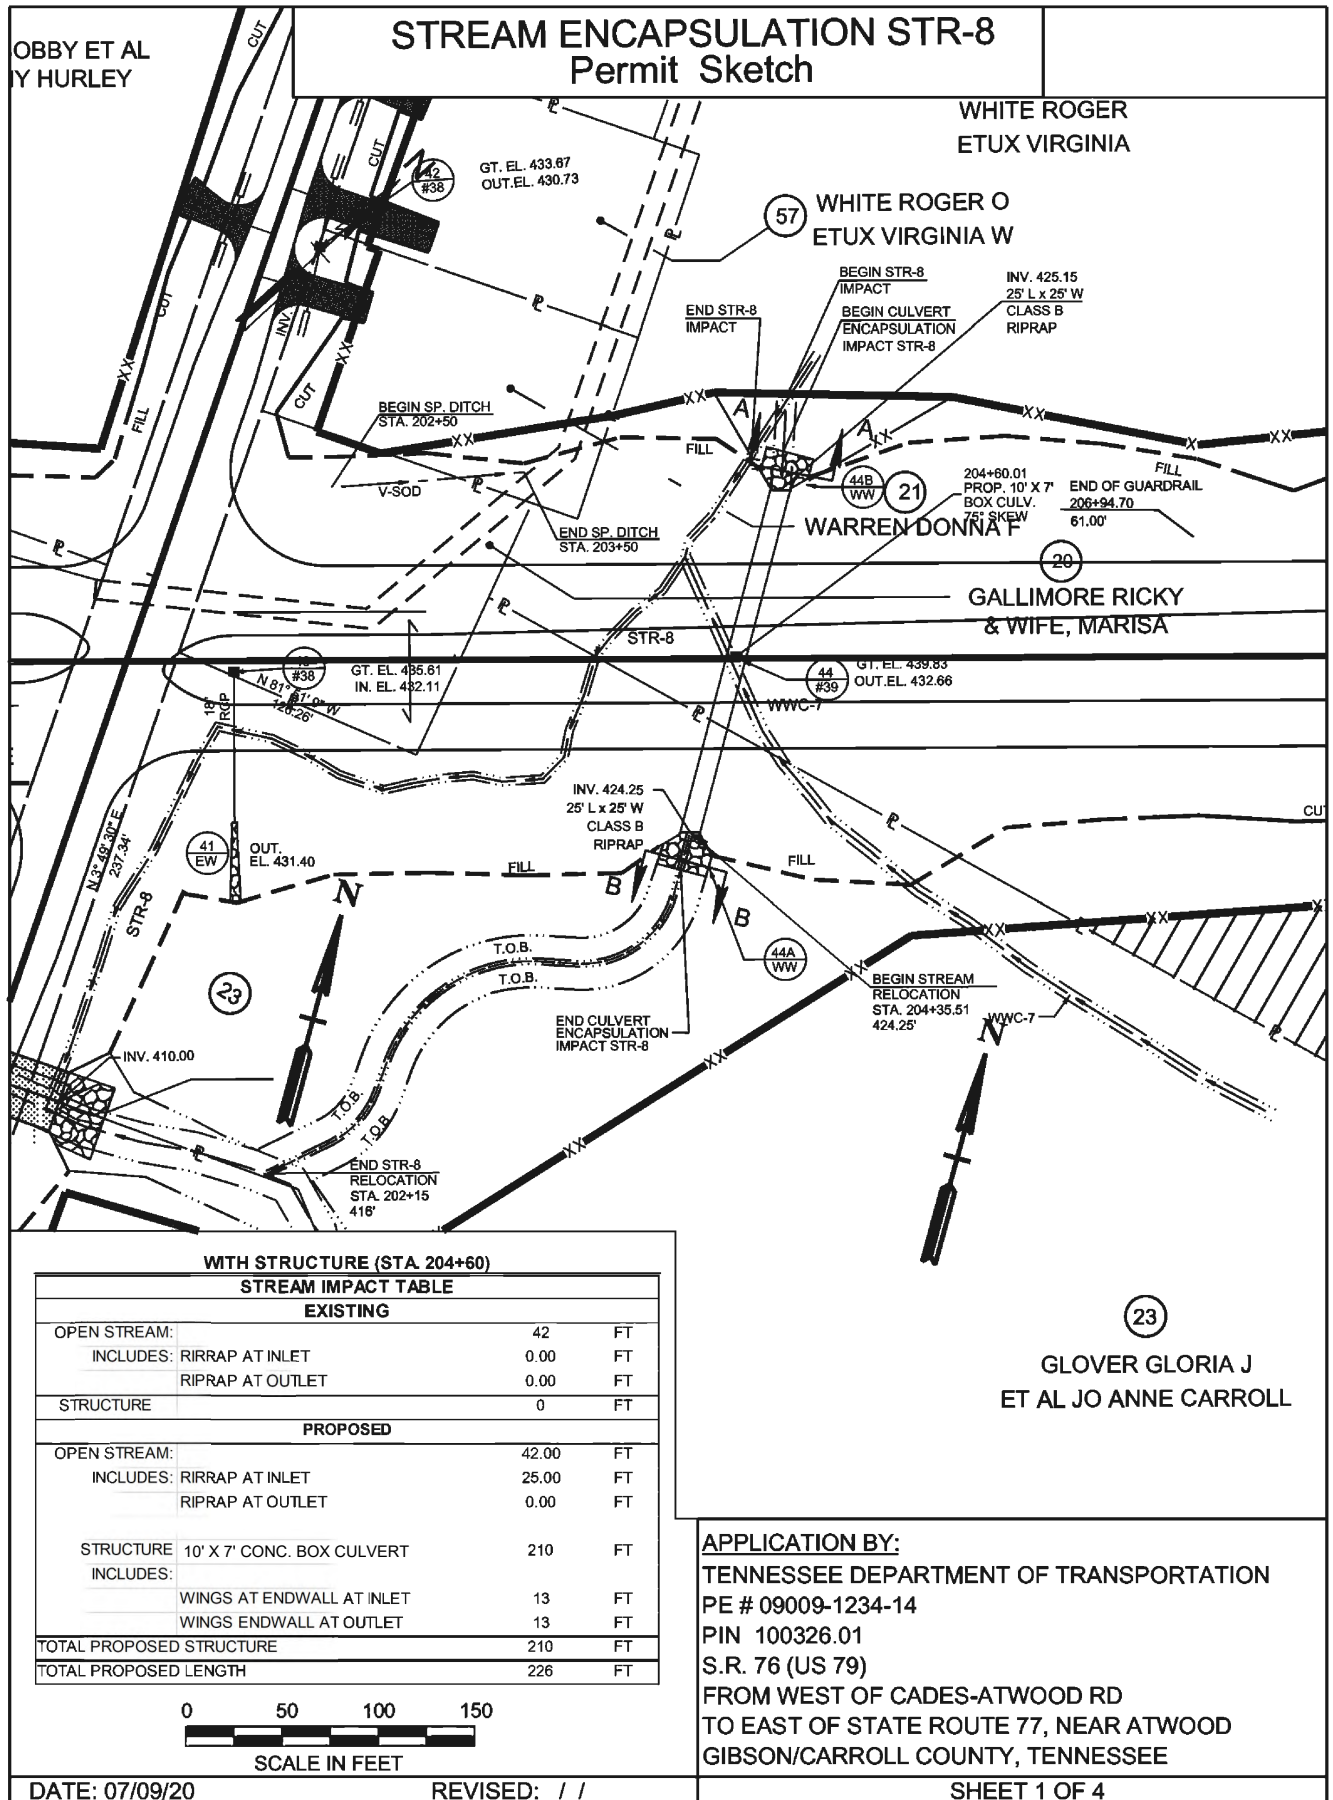 STREAM ENCAPSULATION STR-8
Permit Sketch
OBBY ET AL
Y HURLEY
WHITE ROGER
ETUX VIRGINIA
CUT
CUT
42
#38
GT. EL. 433.67
OUT.EL. 430.73
57
WHITE ROGER O
ETUX VIRGINIA W
BEGIN STR-8
IMPACT
INV. 425.15
25' L x 25' W
CLASS B
RIPRAP
END STR-8
IMPACT
BEGIN CULVERT
ENCAPSULATION
IMPACT STR-8
CUT
INV.
CUT
FILL
BEGIN SP. DITCH
STA. 202+50
V-SOD
END SP. DITCH
STA. 203+50
A
A
FILL
FILL
44B
WW
21
WARREN DONNA F
204+60.01
PROP. 10' X 7'
BOX CULV.
75° SKEW
END OF GUARDRAIL
206+94.70
61.00'
20
GALLIMORE RICKY
& WIFE, MARISA
STR-8
#38
GT. EL. 435.61
IN. EL. 432.11
126.26'
18"
RCP
44
#39
GT. EL. 439.83
OUT.EL. 432.66
WWC-7
INV. 424.25
25' L x 25' W
CLASS B
RIPRAP
CU
41
EW
OUT.
EL. 431.40
N 3° 49' 30" E
237.34'
STR-8
FILL
FILL
B
B
N
T.O.B.
T.O.B.
44A
WW
23
BEGIN STREAM
RELOCATION
STA. 204+35.51
424.25'
WWC-7
END CULVERT
ENCAPSULATION
IMPACT STR-8
N
INV. 410.00
T.O.B.
T.O.B.
END STR-8
RELOCATION
STA. 202+15
416'
WITH STRUCTURE (STA. 204+60)
STREAM IMPACT TABLE
EXISTING
OPEN STREAM: 42 FT
INCLUDES: RIRRAP AT INLET 0.00 FT
RIPRAP AT OUTLET 0.00 FT
STRUCTURE 0 FT
PROPOSED
OPEN STREAM: 42.00 FT
INCLUDES: RIRRAP AT INLET 25.00 FT
RIPRAP AT OUTLET 0.00 FT
STRUCTURE 10' X 7' CONC. BOX CULVERT 210 FT
INCLUDES:
WINGS AT ENDWALL AT INLET 13 FT
WINGS ENDWALL AT OUTLET 13 FT
TOTAL PROPOSED STRUCTURE 210 FT
TOTAL PROPOSED LENGTH 226 FT
0 50 100 150
SCALE IN FEET
23
GLOVER GLORIA J
ET AL JO ANNE CARROLL
APPLICATION BY:
TENNESSEE DEPARTMENT OF TRANSPORTATION
PE # 09009-1234-14
PIN 100326.01
S.R. 76 (US 79)
FROM WEST OF CADES-ATWOOD RD
TO EAST OF STATE ROUTE 77, NEAR ATWOOD
GIBSON/CARROLL COUNTY, TENNESSEE
DATE: 07/09/20
REVISED: / /
SHEET 1 OF 4